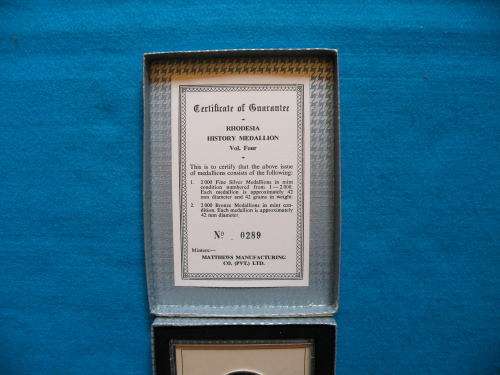 Certificate of Guarantee
RHODESIA
HISTORY MEDALLION
Vol. Four
This is to certify that the above issue
of medallions consists of the following:
1. 2 000 Fine Silver Medallions in mint
condition numbered from 1—2 000.
Each medallion is approximately 42
mm diameter and 42 grams in weight.
2. 3 000 Bronze Medallions in mint con-
dition. Each medallion is approximately
42 mm diameter.
No. 0289
Minters:—
MATTHEWS MANUFACTURING
CO. (PVT.) LTD.